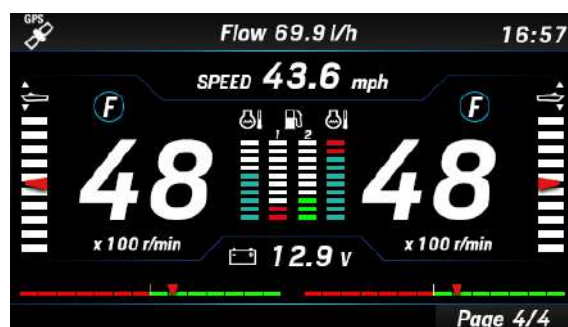 GPS
Flow 69.9 l/h
16:57
SPEED 43.6 mph
F
F
1 2
48
48
x 100 r/min
x 100 r/min
12.9 V
Page 4/4